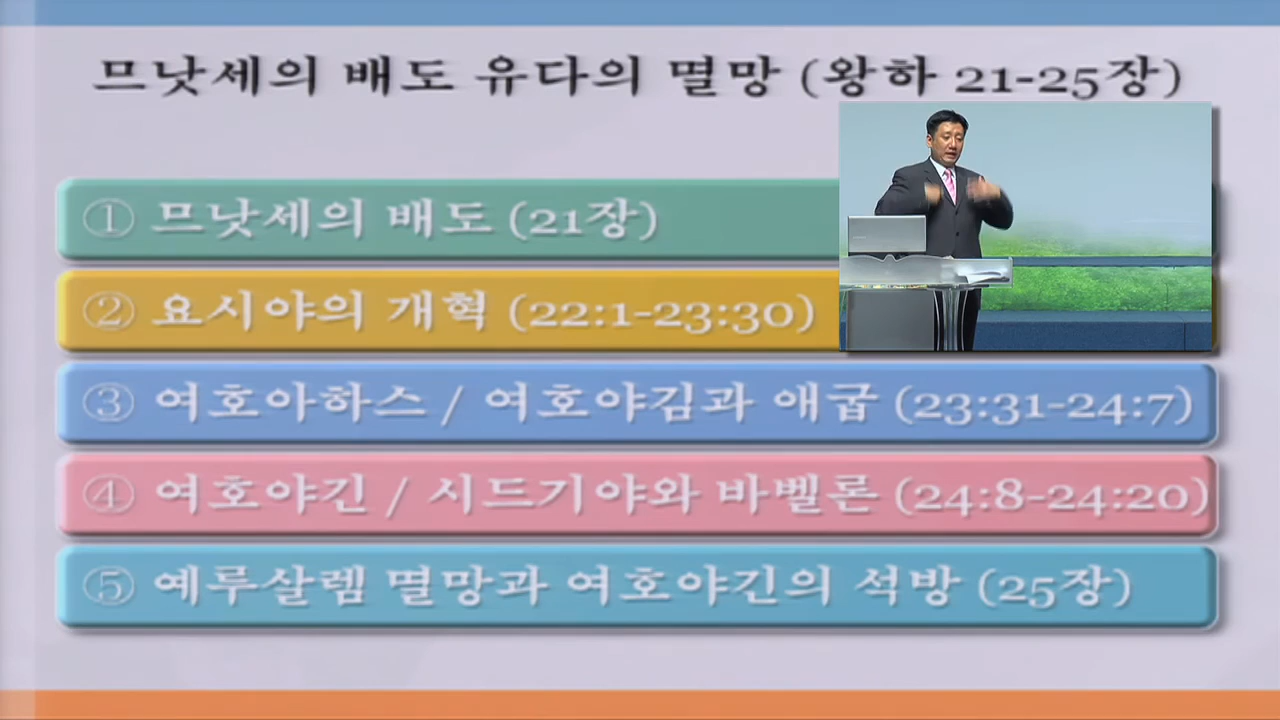 므낫세의 배도 유다의 멸망 (왕하 21-25장)
① 므낫세의 배도 (21장)
② 요시야의 개혁 (22:1-23:30)
③ 여호아하스 / 여호야김과 애굽 (23:31-24:7)
④ 여호야긴 / 시드기야와 바벨론 (24:8-24:20)
⑤ 예루살렘 멸망과 여호야긴의 석방 (25장)